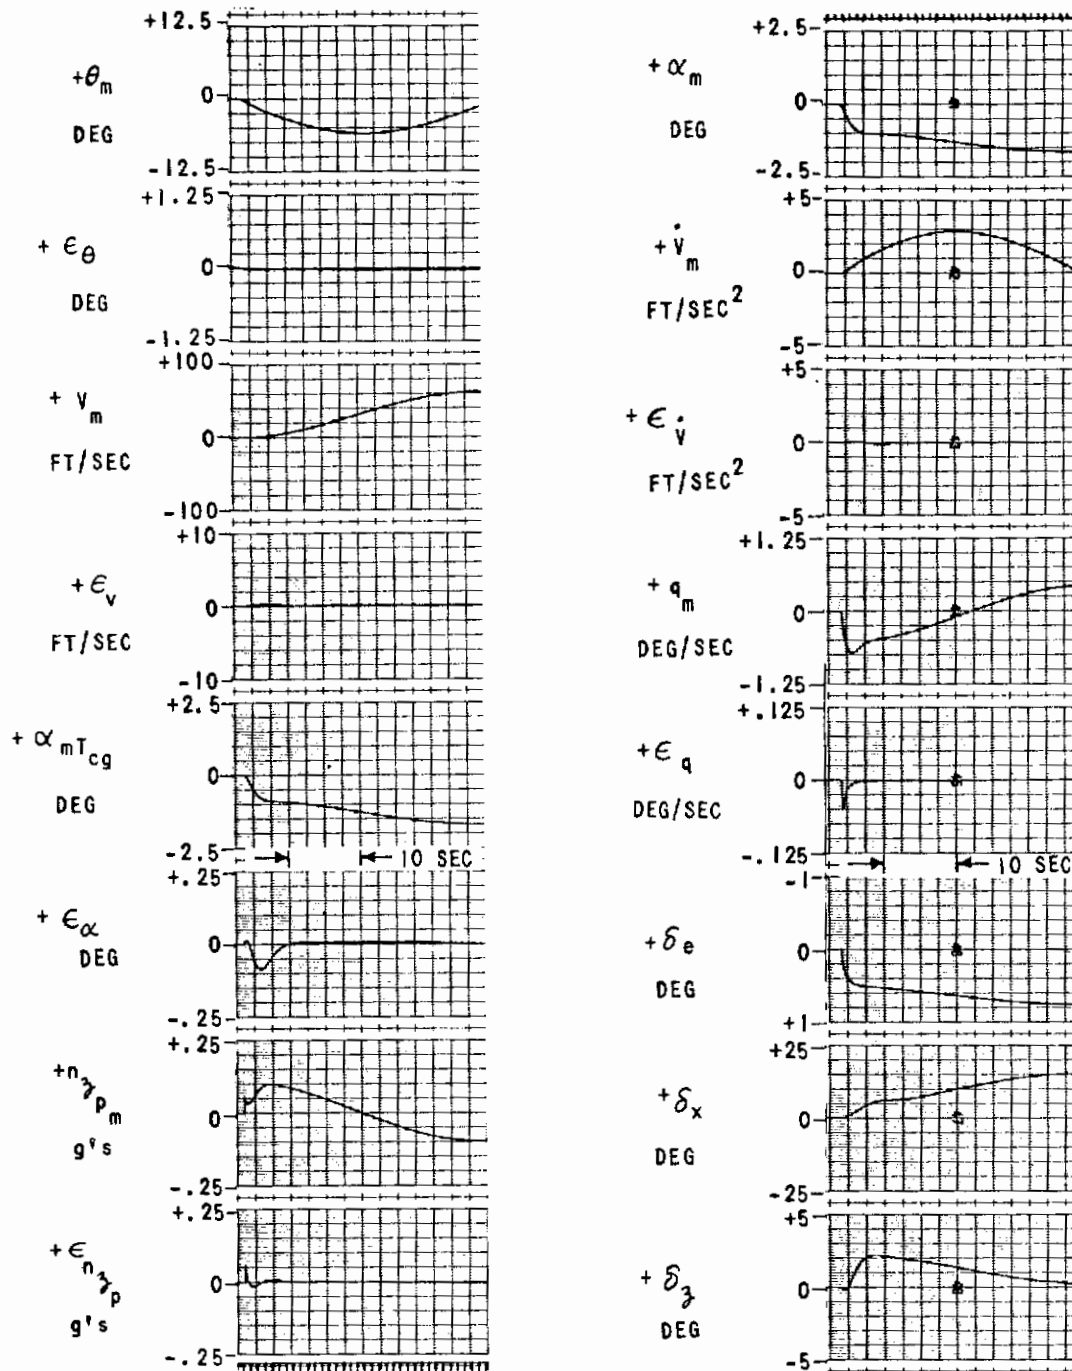 +12.5
+θm
0
DEG
-12.5
+1.25
+ ϵθ
0
DEG
-1.25
+100
+ Vm
0
FT/SEC
-100
+10
+ϵv
0
FT/SEC
-10
+2.5
+ αmTcg
0
DEG
-2.5
10 SEC
+.25
+ ϵα
0
DEG
-.25
+.25
+nzpm
0
g's
-.25
+.25
+ϵnzp
0
g's
-.25
+2.5
+αm
0
DEG
-2.5
+5
+V̇m
0
FT/SEC²
-5
+5
+ϵV̇
0
FT/SEC²
-5
+1.25
+qm
0
DEG/SEC
-1.25
+.125
+ϵq
0
DEG/SEC
-.125
10 SEC
-1
+δe
0
DEG
+1
+25
+δx
0
DEG
-25
+5
+δz
0
DEG
-5